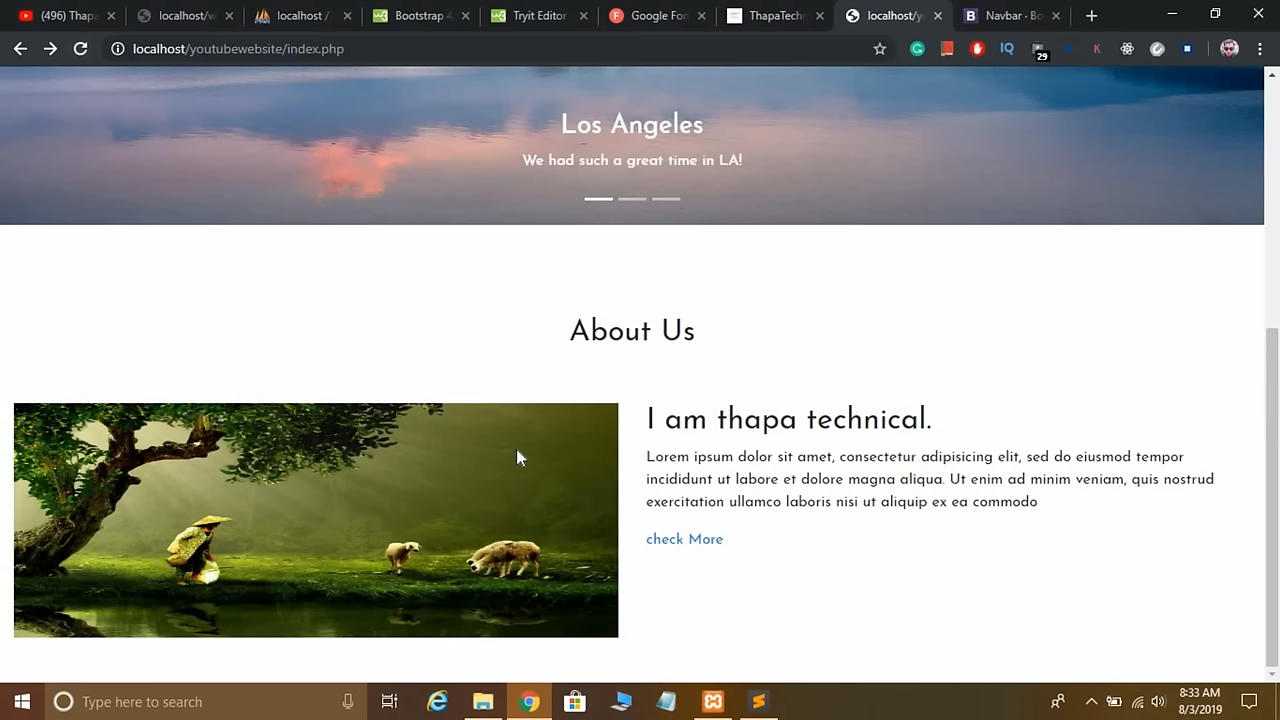 (496) Thapa
localhost/w
localhost /
Bootstrap 4
Tryit Editor
Google Fon
ThapaTech
localhost/y
Navbar · Bo
localhost/youtubewebsite/index.php
IQ
29
K
Los Angeles
We had such a great time in LA!
About Us
I am thapa technical.
Lorem ipsum dolor sit amet, consectetur adipisicing elit, sed do eiusmod tempor
incididunt ut labore et dolore magna aliqua. Ut enim ad minim veniam, quis nostrud
exercitation ullamco laboris nisi ut aliquip ex ea commodo
check More
Type here to search
8:33 AM
8/3/2019